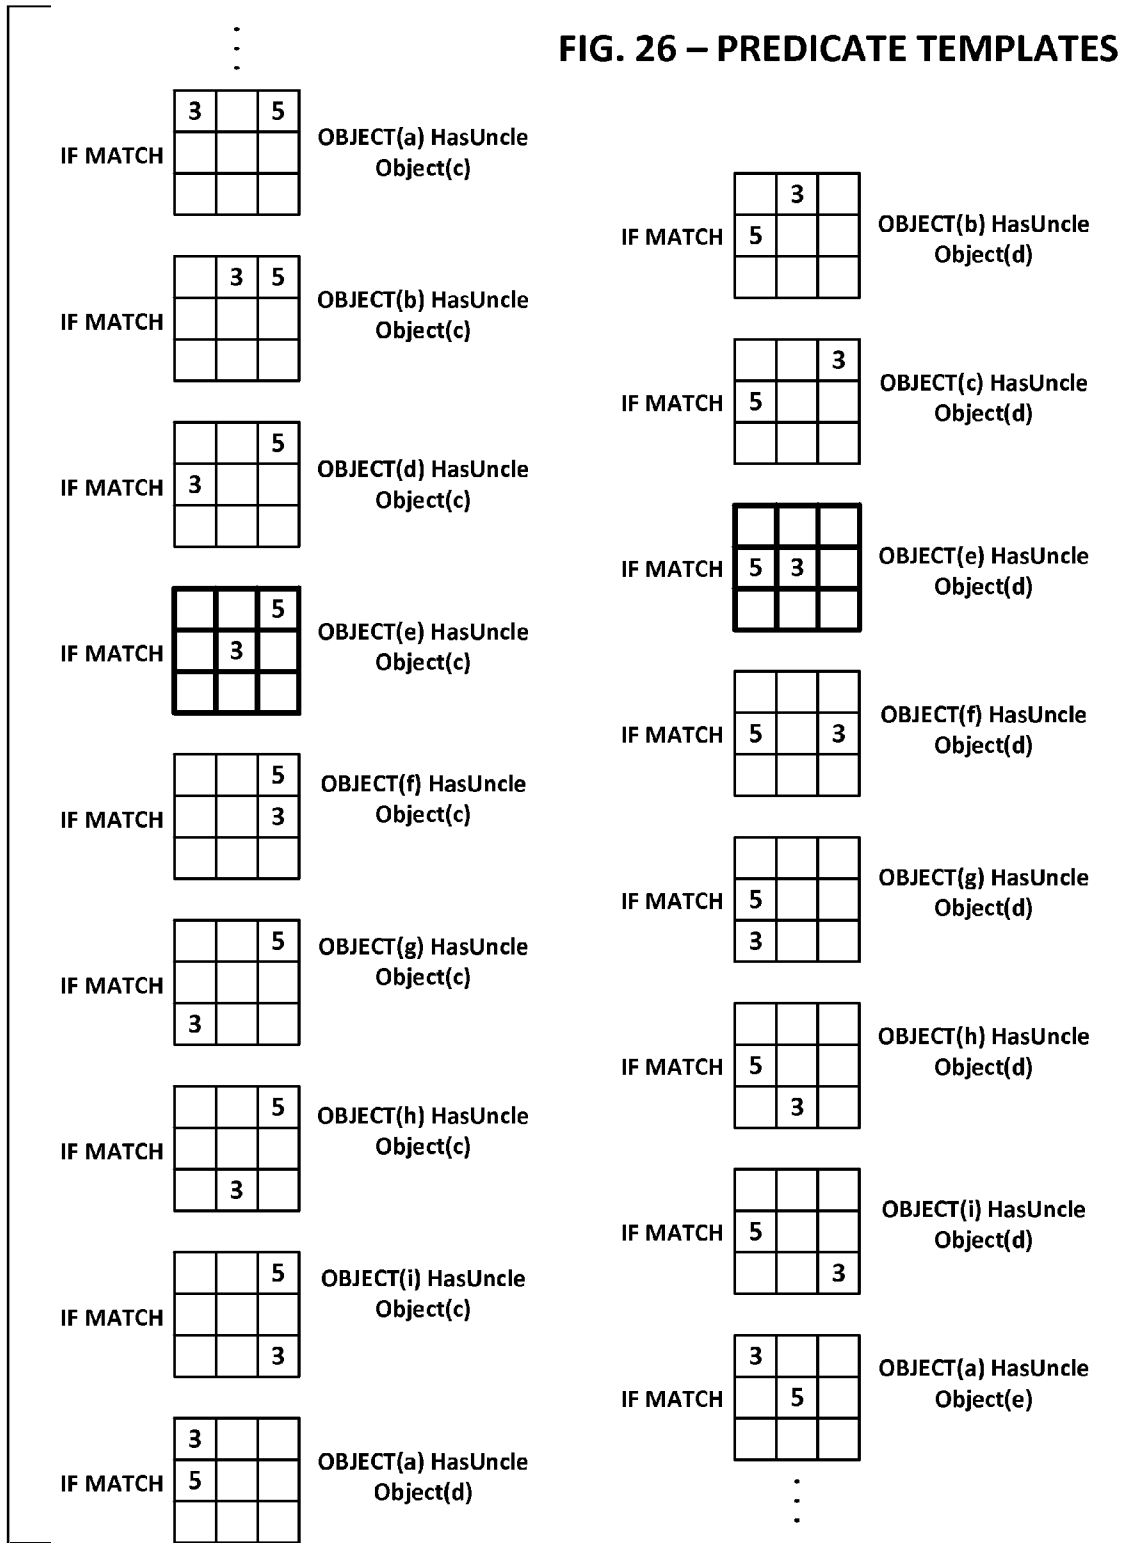 FIG. 26 – PREDICATE TEMPLATES
3 5
IF MATCH
OBJECT(a) HasUncle
Object(c)
3 5
IF MATCH
OBJECT(b) HasUncle
Object(c)
5
3
IF MATCH
OBJECT(d) HasUncle
Object(c)
5
3
IF MATCH
OBJECT(e) HasUncle
Object(c)
5
3
IF MATCH
OBJECT(f) HasUncle
Object(c)
5
IF MATCH
3
OBJECT(g) HasUncle
Object(c)
5
IF MATCH
3
OBJECT(h) HasUncle
Object(c)
5
IF MATCH
3
OBJECT(i) HasUncle
Object(c)
3
5
IF MATCH
OBJECT(a) HasUncle
Object(d)
3
5
IF MATCH
OBJECT(b) HasUncle
Object(d)
3
5
IF MATCH
OBJECT(c) HasUncle
Object(d)
5 3
IF MATCH
OBJECT(e) HasUncle
Object(d)
5 3
IF MATCH
OBJECT(f) HasUncle
Object(d)
5
3
IF MATCH
OBJECT(g) HasUncle
Object(d)
5
3
IF MATCH
OBJECT(h) HasUncle
Object(d)
5
3
IF MATCH
OBJECT(i) HasUncle
Object(d)
3
5
IF MATCH
OBJECT(a) HasUncle
Object(e)